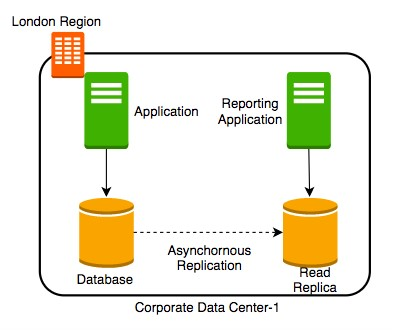 London Region
Application
Reporting
Application
Asynchornous
Replication
Database
Read
Replica
Corporate Data Center-1